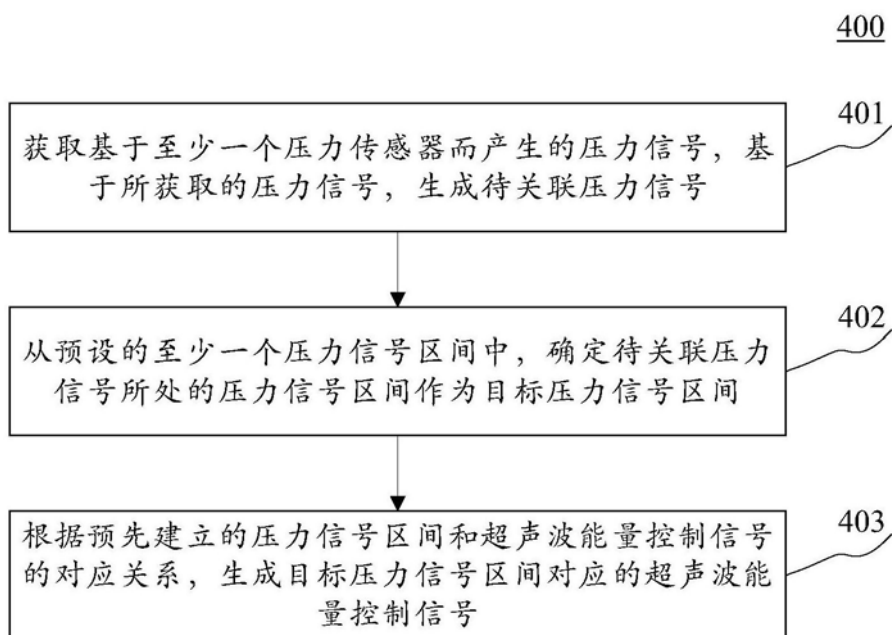 400
401
获取基于至少一个压力传感器而产生的压力信号，基
于所获取的压力信号，生成待关联压力信号
402
从预设的至少一个压力信号区间中，确定待关联压力
信号所处的压力信号区间作为目标压力信号区间
403
根据预先建立的压力信号区间和超声波能量控制信号
的对应关系，生成目标压力信号区间对应的超声波能
量控制信号